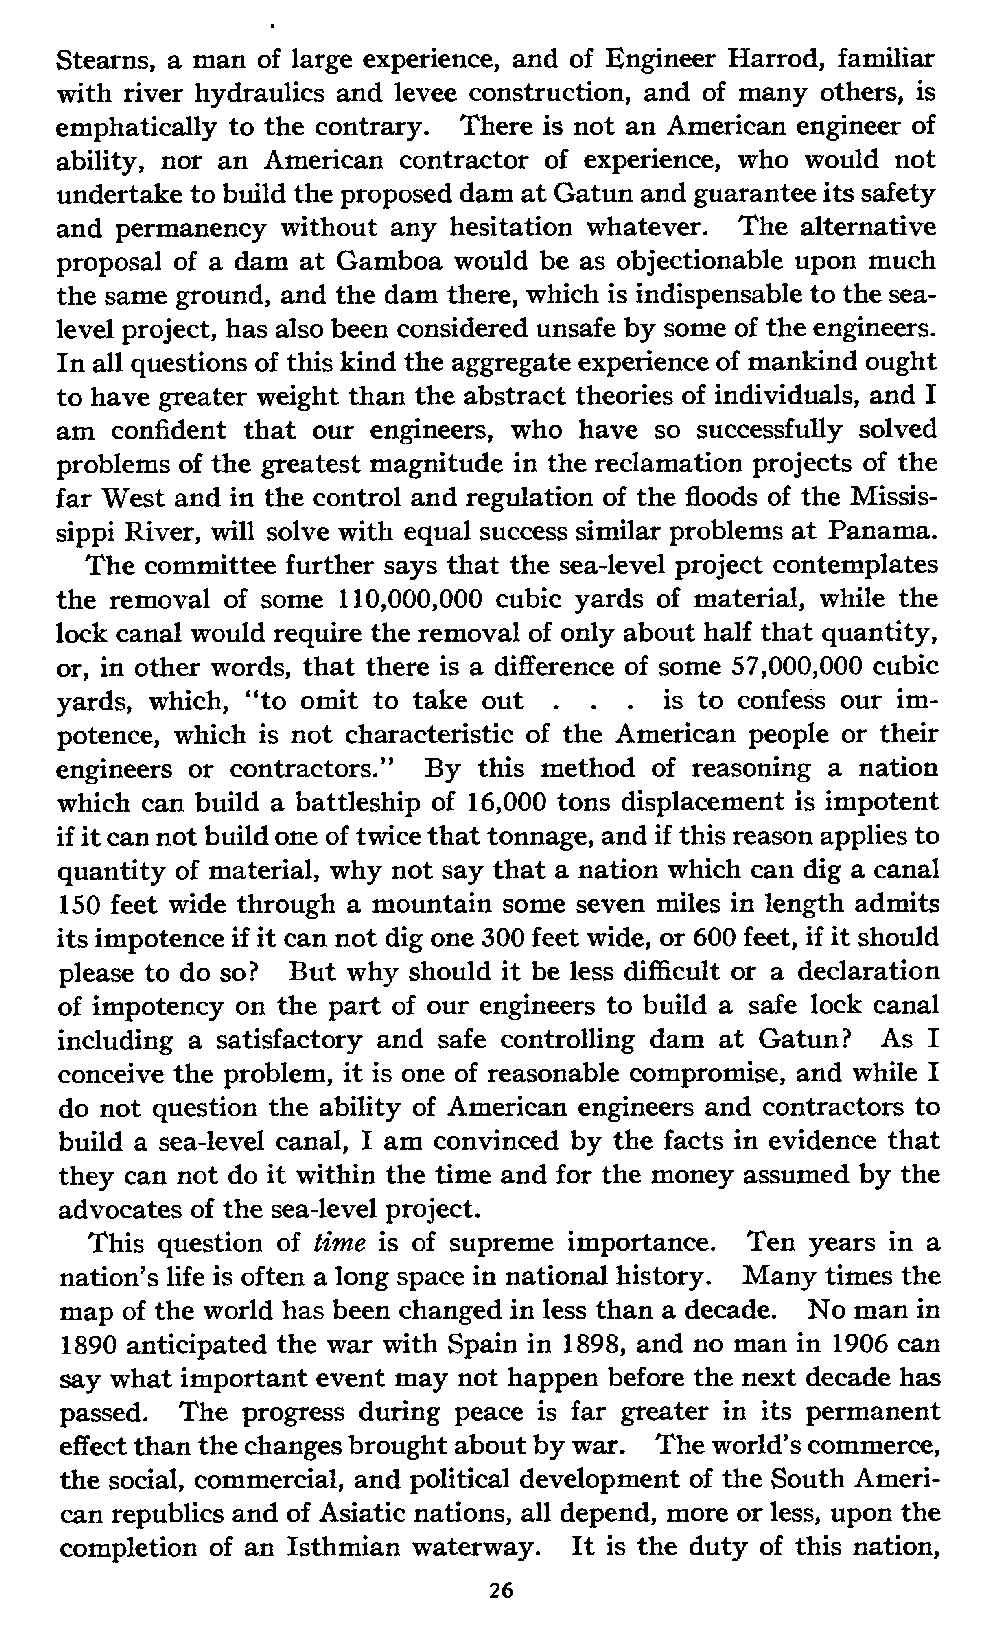 Stearns, a man of large experience, and of Engineer Harrod, familiar
with river hydraulics and levee construction, and of many others, is
emphatically to the contrary. There is not an American engineer of
ability, nor an American contractor of experience, who would not
undertake to build the proposed dam at Gatun and guarantee its safety
and permanency without any hesitation whatever. The alternative
proposal of a dam at Gamboa would be as objectionable upon much
the same ground, and the dam there, which is indispensable to the sea-
level project, has also been considered unsafe by some of the engineers.
In all questions of this kind the aggregate experience of mankind ought
to have greater weight than the abstract theories of individuals, and I
am confident that our engineers, who have so successfully solved
problems of the greatest magnitude in the reclamation projects of the
far West and in the control and regulation of the floods of the Missis-
sippi River, will solve with equal success similar problems at Panama.
The committee further says that the sea-level project contemplates
the removal of some 110,000,000 cubic yards of material, while the
lock canal would require the removal of only about half that quantity,
or, in other words, that there is a difference of some 57,000,000 cubic
yards, which, "to omit to take out . . . is to confess our im-
potence, which is not characteristic of the American people or their
engineers or contractors." By this method of reasoning a nation
which can build a battleship of 16,000 tons displacement is impotent
if it can not build one of twice that tonnage, and if this reason applies to
quantity of material, why not say that a nation which can dig a canal
150 feet wide through a mountain some seven miles in length admits
its impotence if it can not dig one 300 feet wide, or 600 feet, if it should
please to do so? But why should it be less difficult or a declaration
of impotency on the part of our engineers to build a safe lock canal
including a satisfactory and safe controlling dam at Gatun? As I
conceive the problem, it is one of reasonable compromise, and while I
do not question the ability of American engineers and contractors to
build a sea-level canal, I am convinced by the facts in evidence that
they can not do it within the time and for the money assumed by the
advocates of the sea-level project.
This question of time is of supreme importance. Ten years in a
nation's life is often a long space in national history. Many times the
map of the world has been changed in less than a decade. No man in
1890 anticipated the war with Spain in 1898, and no man in 1906 can
say what important event may not happen before the next decade has
passed. The progress during peace is far greater in its permanent
effect than the changes brought about by war. The world's commerce,
the social, commercial, and political development of the South Ameri-
can republics and of Asiatic nations, all depend, more or less, upon the
completion of an Isthmian waterway. It is the duty of this nation,
26